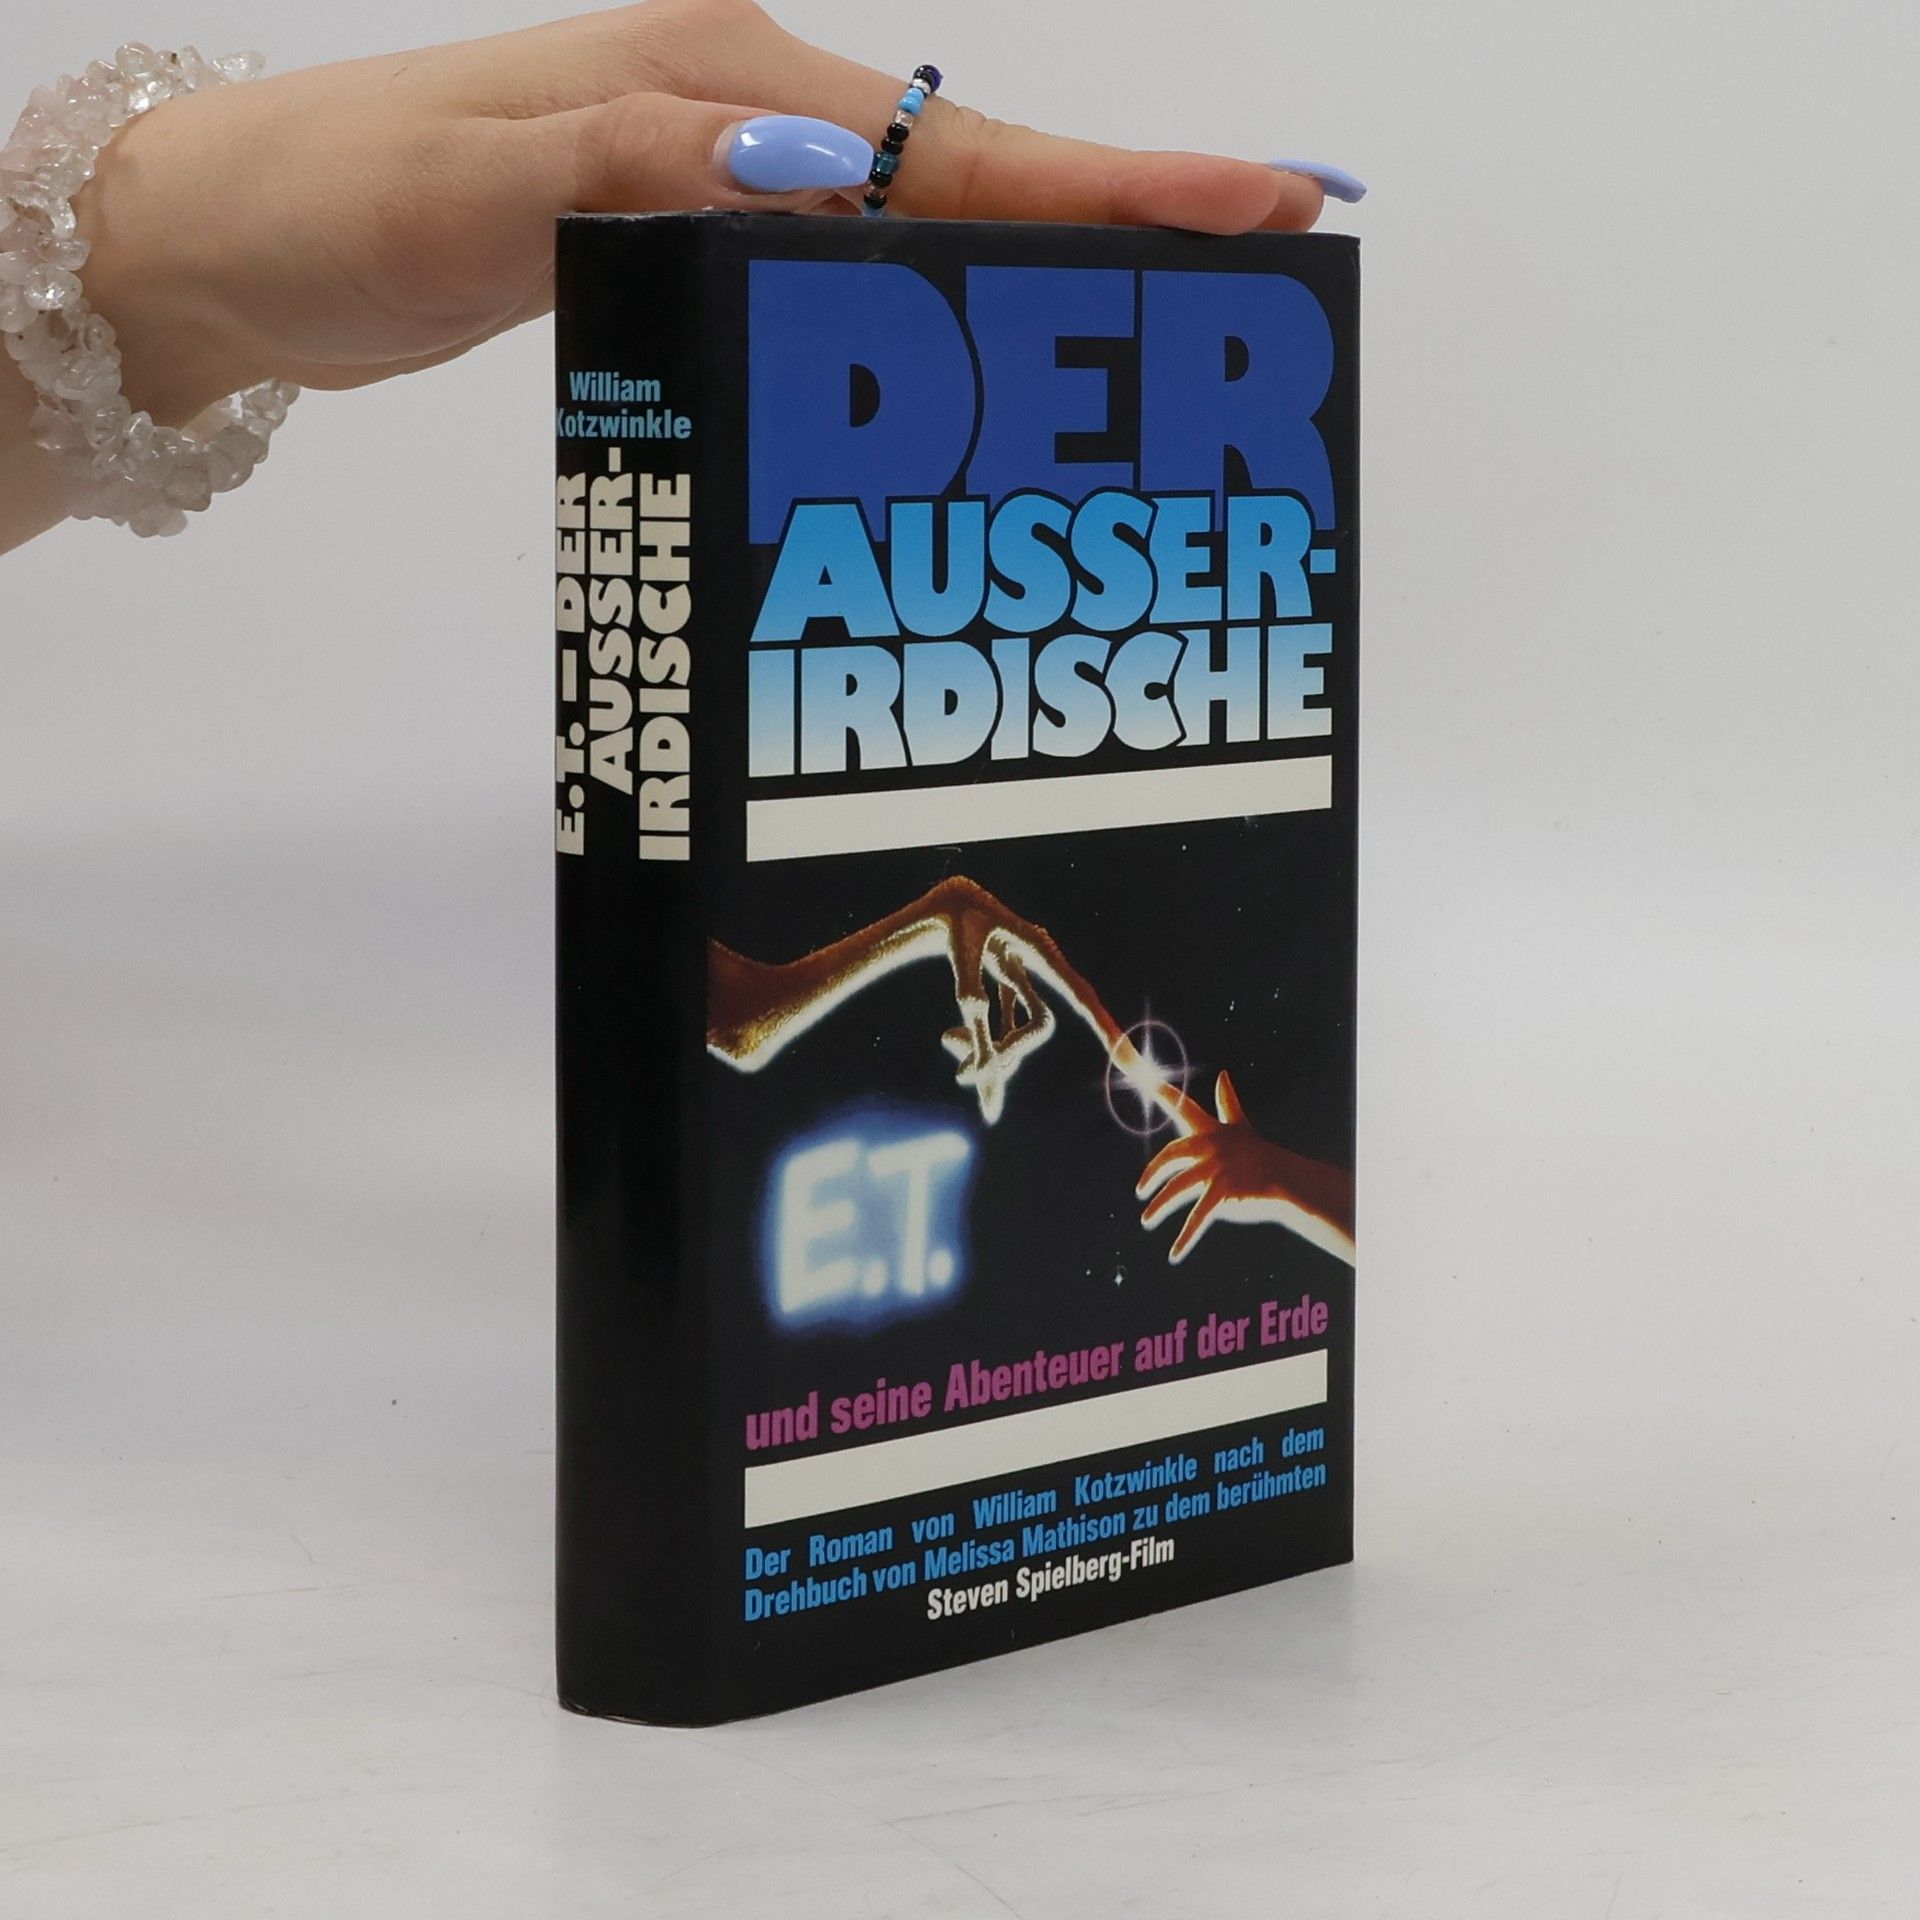 William
Kotzwinkle
E.T. – DER
AUSSER-
IRDISCHE
DER
AUSSER-
IRDISCHE
E.T.
und seine Abenteuer auf der Erde
Der Roman von William Kotzwinkle nach dem
Drehbuch von Melissa Mathison zu dem berühmten
Steven Spielberg-Film